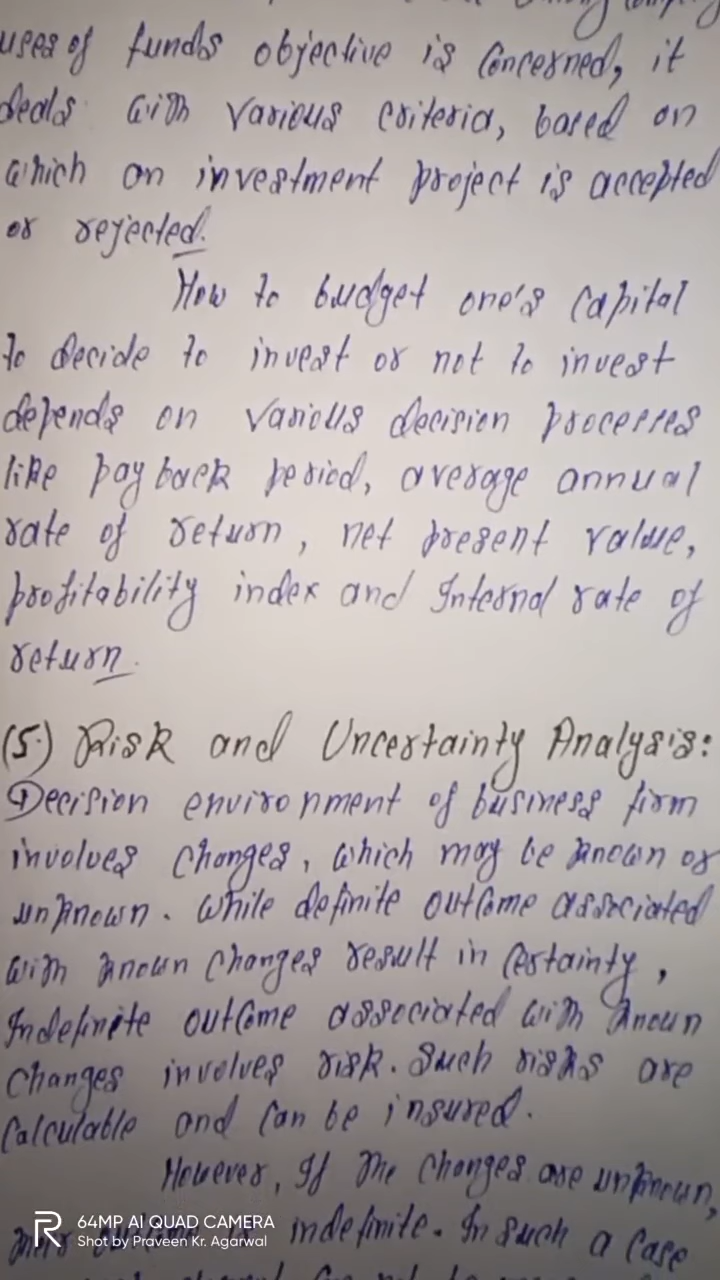 uses of funds objective is concerned, it
deals with various criteria, based on
which an investment project is accepted
or rejected.
How to budget one's capital
to decide to invest or not to invest
depends on various decision processes
like pay back period, average annual
rate of return, net present value,
profitability index and Internal rate of
return.
(5.) Risk and Uncertainty Analysis:
Decision environment of business firm
involves changes, which may be known or
unknown. While definite outcome associated
with known changes result in certainty,
Indefinite outcome associated with known
changes involves risk. Such risks are
calculable and can be insured.
However, If the changes are unknown,
indefinite. In such a case
64MP AI QUAD CAMERA
Shot by Praveen Kr. Agarwal